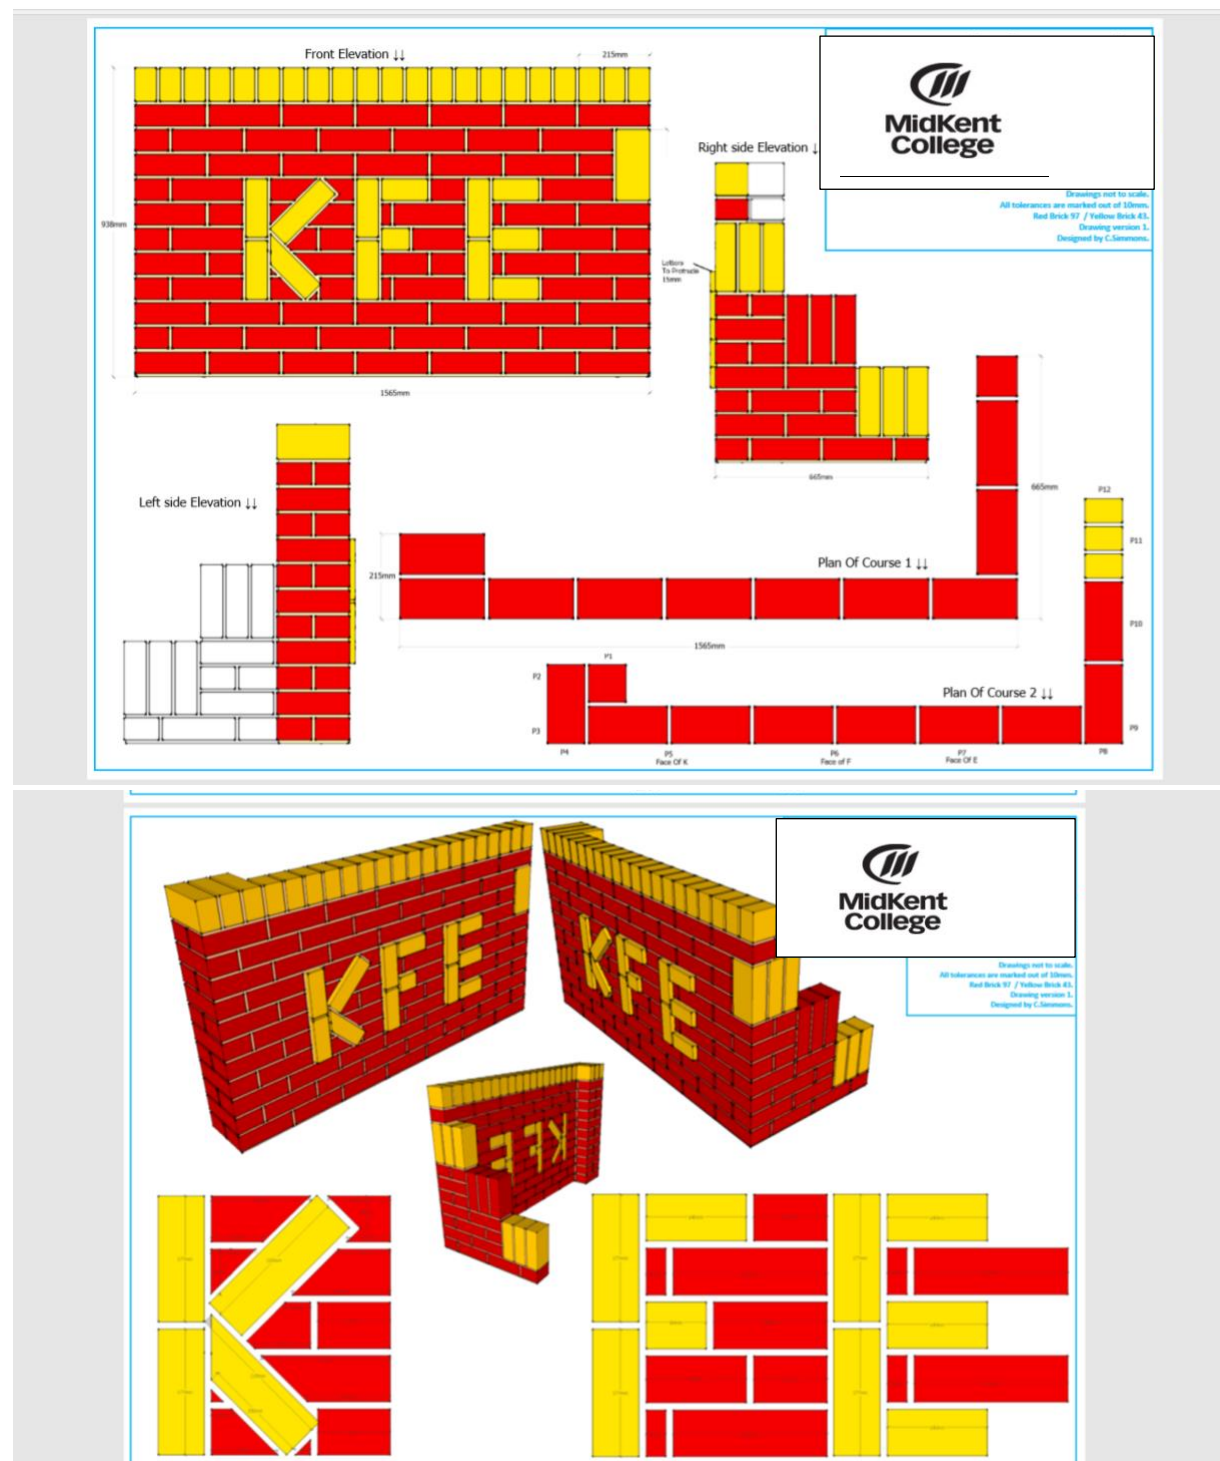 Front Elevation ↓↓
215mm
MidKent
College
Right side Elevation ↓
Drawings not to scale.
All tolerances are marked out of 10mm.
Red Brick 97 / Yellow Brick 43.
Drawing version 1.
Designed by C.Simmons.
938mm
Letters
To Protrude
15mm
1565mm
665mm
Left side Elevation ↓↓
665mm
P12
P11
215mm
Plan Of Course 1 ↓↓
P10
1565mm
P1
P2
Plan Of Course 2 ↓↓
P3
P9
P4
P5
Face Of K
P6
Face of F
P7
Face Of E
P8
MidKent
College
Drawings not to scale.
All tolerances are marked out of 10mm.
Red Brick 97 / Yellow Brick 43.
Drawing version 1.
Designed by C.Simmons.
KFE
KFE